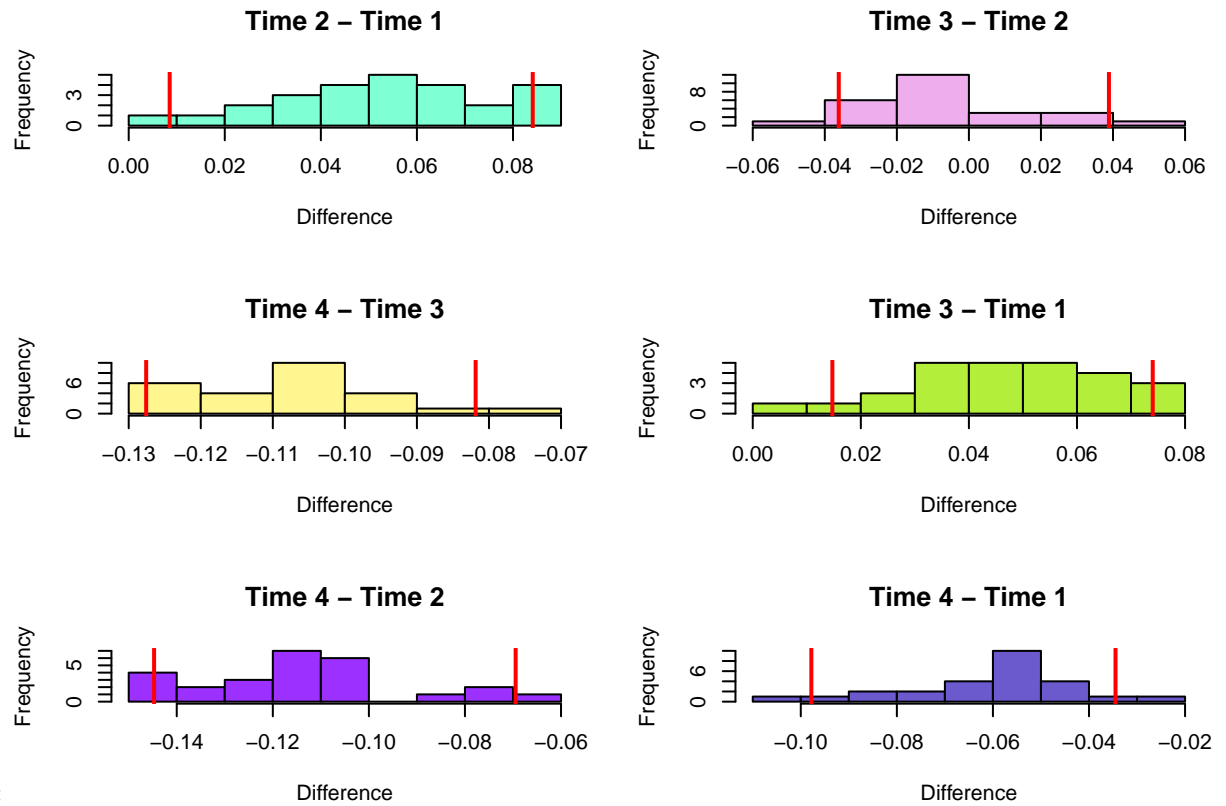 Time 2 − Time 1
Frequency
0 3
0.00 0.02 0.04 0.06 0.08
Difference
Time 3 − Time 2
Frequency
0 8
−0.06 −0.04 −0.02 0.00 0.02 0.04 0.06
Difference
Time 4 − Time 3
Frequency
0 6
−0.13 −0.12 −0.11 −0.10 −0.09 −0.08 −0.07
Difference
Time 3 − Time 1
Frequency
0 3
0.00 0.02 0.04 0.06 0.08
Difference
Time 4 − Time 2
Frequency
0 5
−0.14 −0.12 −0.10 −0.08 −0.06
Difference
Time 4 − Time 1
Frequency
0 6
−0.10 −0.08 −0.06 −0.04 −0.02
Difference